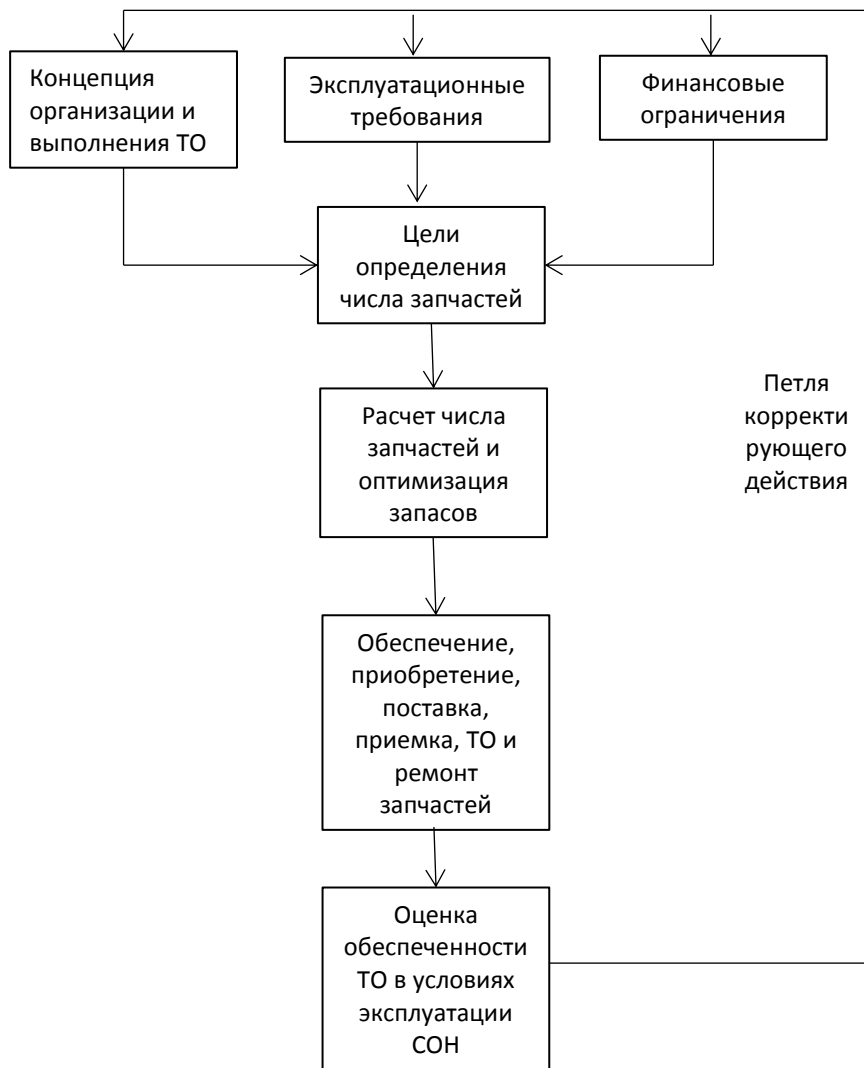 Концепция
организации и
выполнения ТО
Эксплуатационные
требования
Финансовые
ограничения
Цели
определения
числа запчастей
Петля
корректи
рующего
действия
Расчет числа
запчастей и
оптимизация
запасов
Обеспечение,
приобретение,
поставка,
приемка, ТО и
ремонт
запчастей
Оценка
обеспеченности
ТО в условиях
эксплуатации
СОН